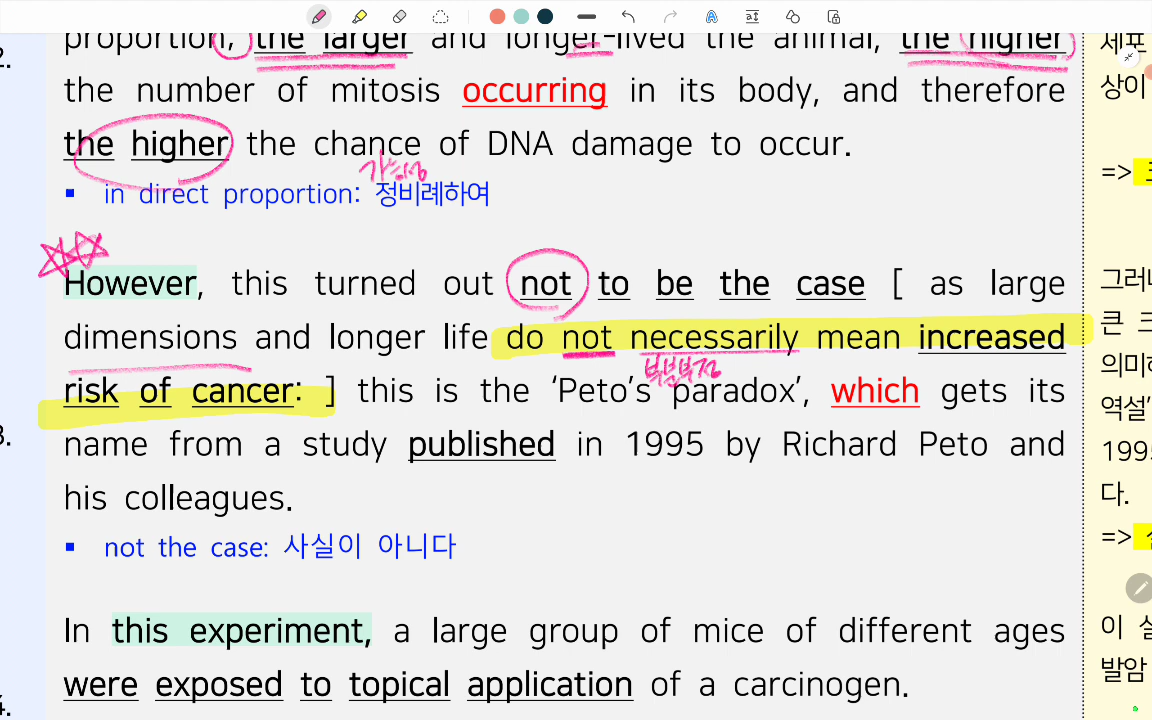 2.
proportion, the larger and longer-lived the animal, the higher
the number of mitosis occurring in its body, and therefore
the higher the chance of DNA damage to occur.
가능성
▪ in direct proportion: 정비례하여
However, this turned out not to be the case [ as large
dimensions and longer life do not necessarily mean increased
부분부정
risk of cancer: ] this is the ‘Peto’s paradox’, which gets its
3.
name from a study published in 1995 by Richard Peto and
his colleagues.
▪ not the case: 사실이 아니다
In this experiment, a large group of mice of different ages
were exposed to topical application of a carcinogen.
4.
세포
상이
=>
그러나
큰
의미하
역설’
1995
다.
=>
이
발암